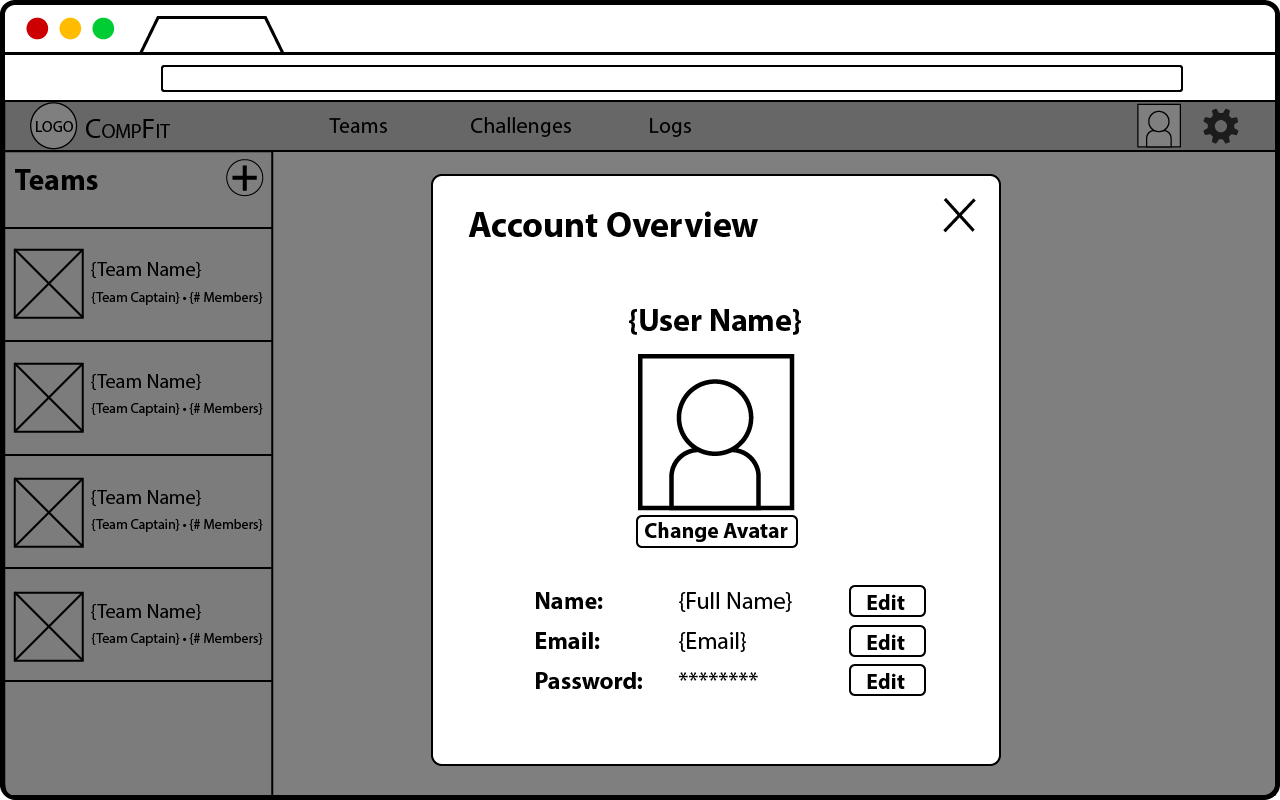 LOGO CompFit Teams Challenges Logs
Teams
{Team Name}
{Team Captain} • {# Members}
{Team Name}
{Team Captain} • {# Members}
{Team Name}
{Team Captain} • {# Members}
{Team Name}
{Team Captain} • {# Members}
Account Overview
{User Name}
Change Avatar
Name: {Full Name} Edit
Email: {Email} Edit
Password: ******** Edit